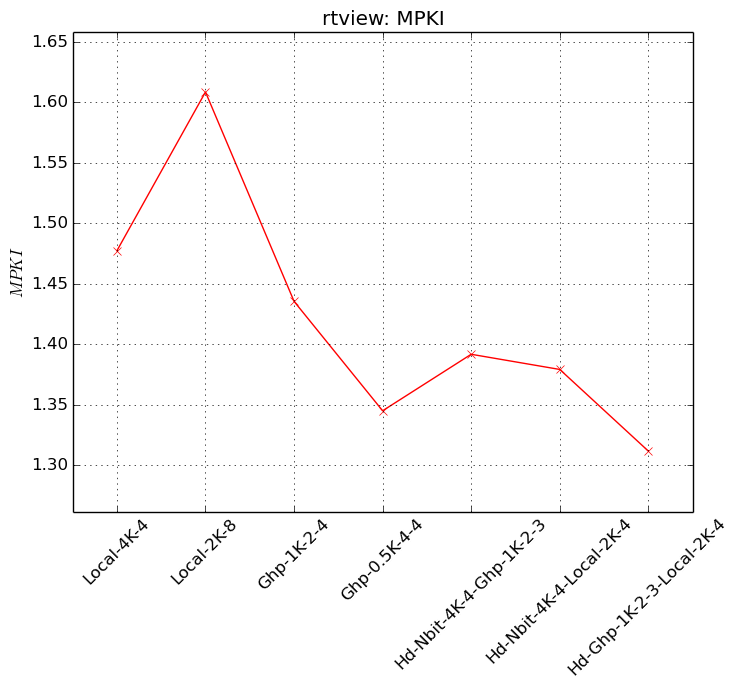 rtview: MPKI
MPKI
1.65
1.60
1.55
1.50
1.45
1.40
1.35
1.30
Local-4K-4
Local-2K-8
Ghp-1K-2-4
Ghp-0.5K-4-4
Hd-Nbit-4K-4-Ghp-1K-2-3
Hd-Nbit-4K-4-Local-2K-4
Hd-Ghp-1K-2-3-Local-2K-4